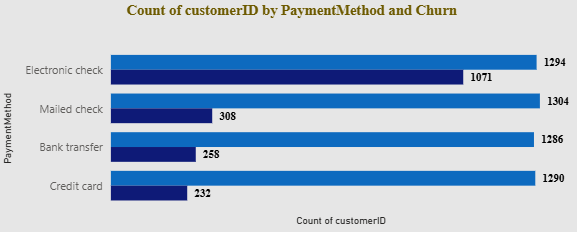 Count of customerID by PaymentMethod and Churn
PaymentMethod
Electronic check
1294
1071
Mailed check
1304
308
Bank transfer
1286
258
Credit card
1290
232
Count of customerID